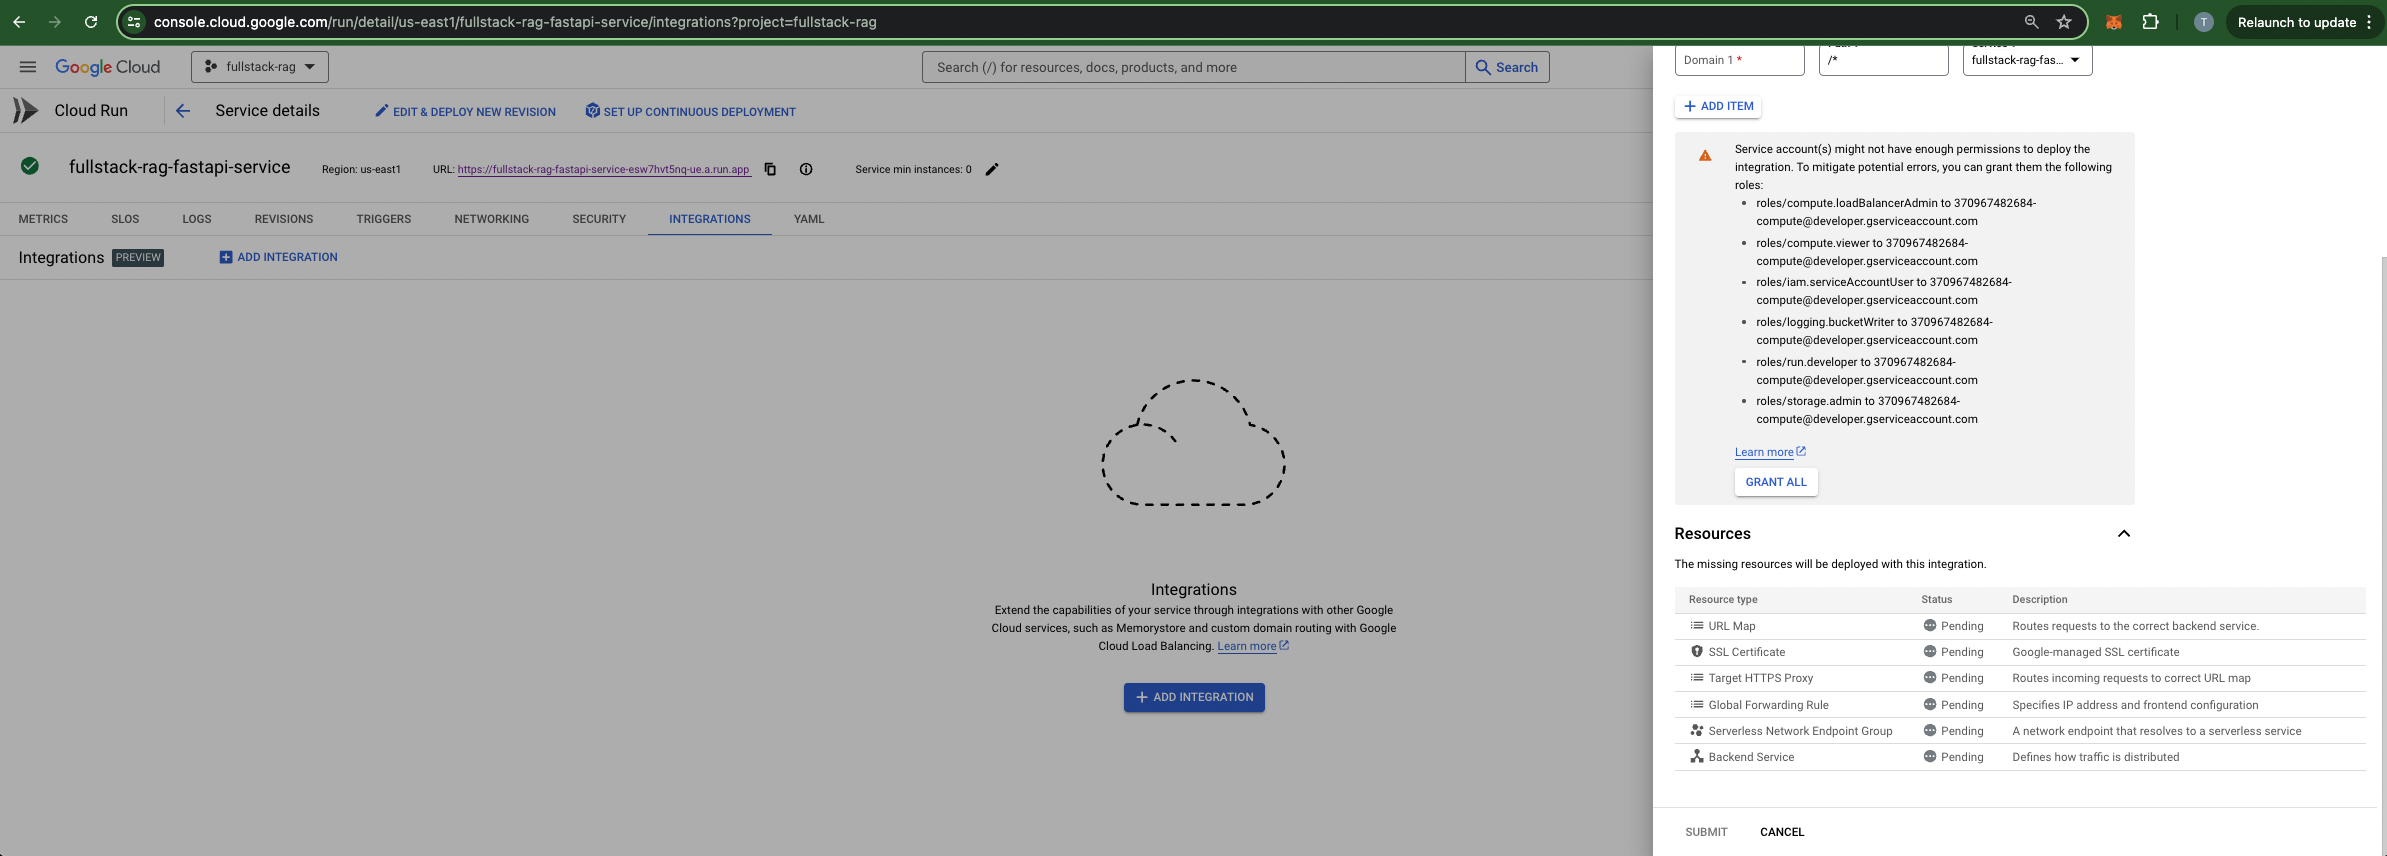 console.cloud.google.com/run/detail/us-east1/fullstack-rag-fastapi-service/integrations?project=fullstack-rag
T
Relaunch to update
Google Cloud
fullstack-rag
Search (/) for resources, docs, products, and more
Search
Cloud Run
Service details
EDIT & DEPLOY NEW REVISION
SET UP CONTINUOUS DEPLOYMENT
fullstack-rag-fastapi-service
Region: us-east1
URL: https://fullstack-rag-fastapi-service-esw7hvt5nq-ue.a.run.app
Service min instances: 0
METRICS
SLOS
LOGS
REVISIONS
TRIGGERS
NETWORKING
SECURITY
INTEGRATIONS
YAML
Integrations
PREVIEW
ADD INTEGRATION
Integrations
Extend the capabilities of your service through integrations with other Google
Cloud services, such as Memorystore and custom domain routing with Google
Cloud Load Balancing. Learn more
ADD INTEGRATION
Domain 1 *
/*
fullstack-rag-fas...
ADD ITEM
Service account(s) might not have enough permissions to deploy the
integration. To mitigate potential errors, you can grant them the following
roles:
• roles/compute.loadBalancerAdmin to 370967482684-
compute@developer.gserviceaccount.com
• roles/compute.viewer to 370967482684-
compute@developer.gserviceaccount.com
• roles/iam.serviceAccountUser to 370967482684-
compute@developer.gserviceaccount.com
• roles/logging.bucketWriter to 370967482684-
compute@developer.gserviceaccount.com
• roles/run.developer to 370967482684-
compute@developer.gserviceaccount.com
• roles/storage.admin to 370967482684-
compute@developer.gserviceaccount.com
Learn more
GRANT ALL
Resources
The missing resources will be deployed with this integration.
Resource type Status Description
URL Map Pending Routes requests to the correct backend service.
SSL Certificate Pending Google-managed SSL certificate
Target HTTPS Proxy Pending Routes incoming requests to correct URL map
Global Forwarding Rule Pending Specifies IP address and frontend configuration
Serverless Network Endpoint Group Pending A network endpoint that resolves to a serverless service
Backend Service Pending Defines how traffic is distributed
SUBMIT
CANCEL